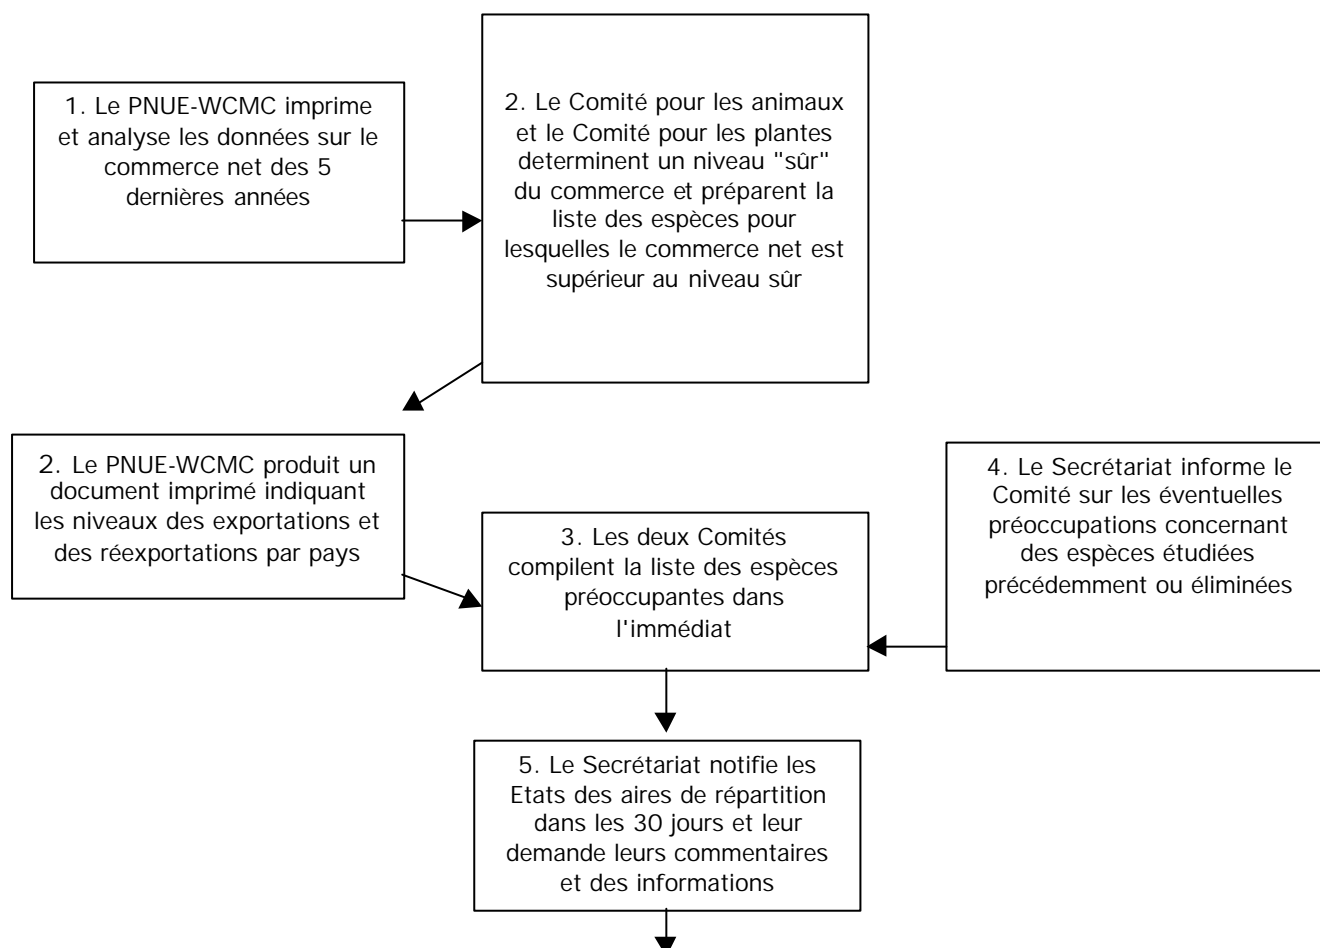 1. Le PNUE-WCMC imprime
et analyse les données sur le
commerce net des 5
dernières années
2. Le Comité pour les animaux
et le Comité pour les plantes
determinent un niveau "sûr"
du commerce et préparent la
liste des espèces pour
lesquelles le commerce net est
supérieur au niveau sûr
2. Le PNUE-WCMC produit un
document imprimé indiquant
les niveaux des exportations et
des réexportations par pays
3. Les deux Comités
compilent la liste des espèces
préoccupantes dans
l'immédiat
4. Le Secrétariat informe le
Comité sur les éventuelles
préoccupations concernant
des espèces étudiées
précédemment ou éliminées
5. Le Secrétariat notifie les
Etats des aires de répartition
dans les 30 jours et leur
demande leurs commentaires
et des informations